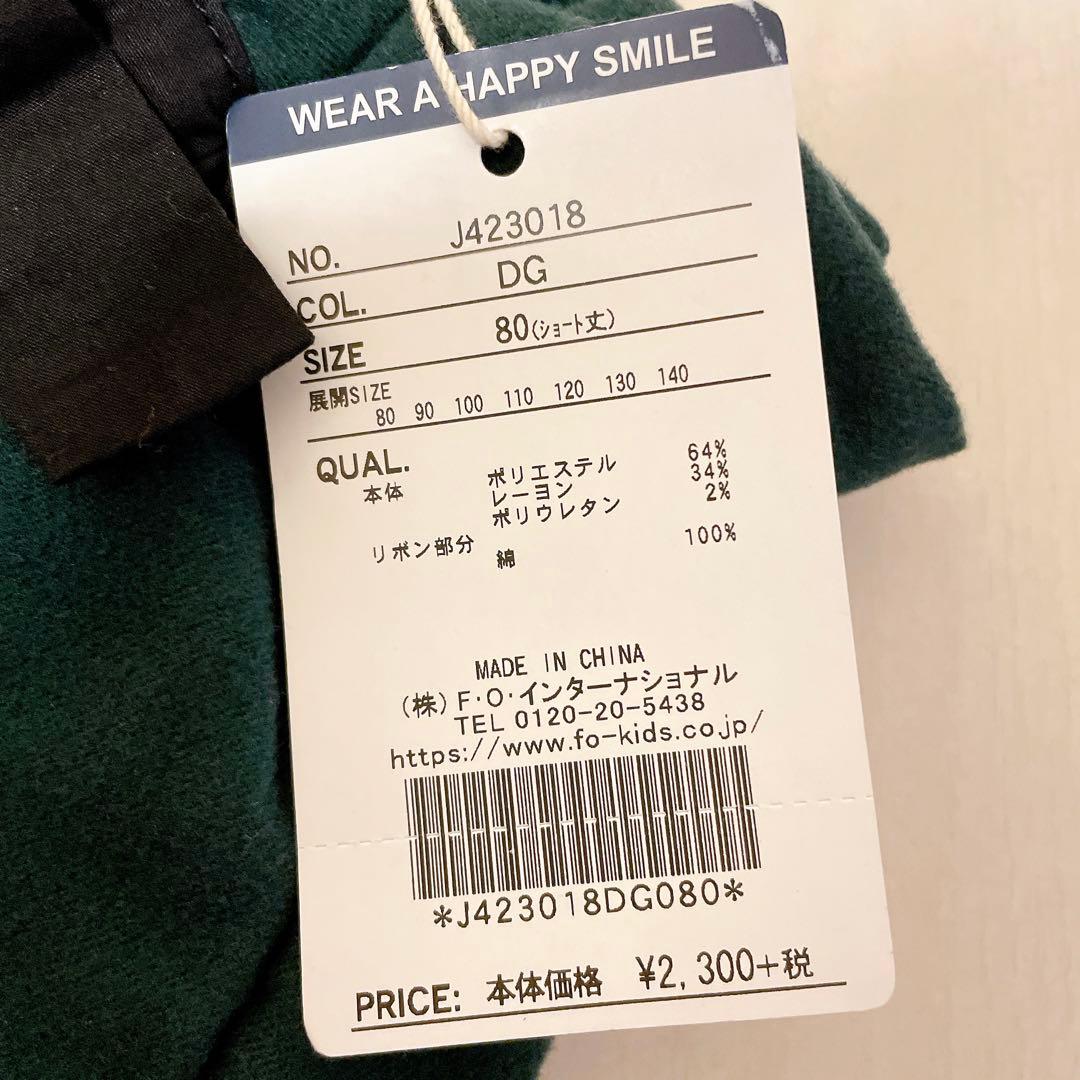 WEAR A HAPPY SMILE
NO. J423018
COL. DG
SIZE 80(ショート丈)
展開SIZE
80 90 100 110 120 130 140
QUAL.
本体 ポリエステル 64%
レーヨン 34%
ポリウレタン 2%
リボン部分 綿 100%
MADE IN CHINA
(株)F・O・インターナショナル
TEL 0120-20-5438
https://www.fo-kids.co.jp/
*J423018DG080*
PRICE: 本体価格 ¥2,300+税